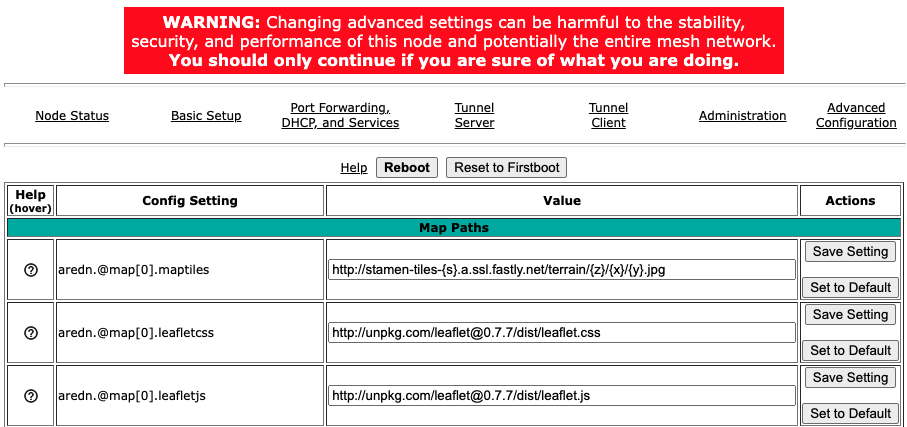 WARNING: Changing advanced settings can be harmful to the stability,
security, and performance of this node and potentially the entire mesh network.
You should only continue if you are sure of what you are doing.
Node Status
Basic Setup
Port Forwarding,
DHCP, and Services
Tunnel
Server
Tunnel
Client
Administration
Advanced
Configuration
Help
Reboot
Reset to Firstboot
Help
(hover)
Config Setting
Value
Actions
Map Paths
aredn.@map[0].maptiles
http://stamen-tiles-{s}.a.ssl.fastly.net/terrain/{z}/{x}/{y}.jpg
Save Setting
Set to Default
aredn.@map[0].leafletcss
http://unpkg.com/leaflet@0.7.7/dist/leaflet.css
Save Setting
Set to Default
aredn.@map[0].leafletjs
http://unpkg.com/leaflet@0.7.7/dist/leaflet.js
Save Setting
Set to Default